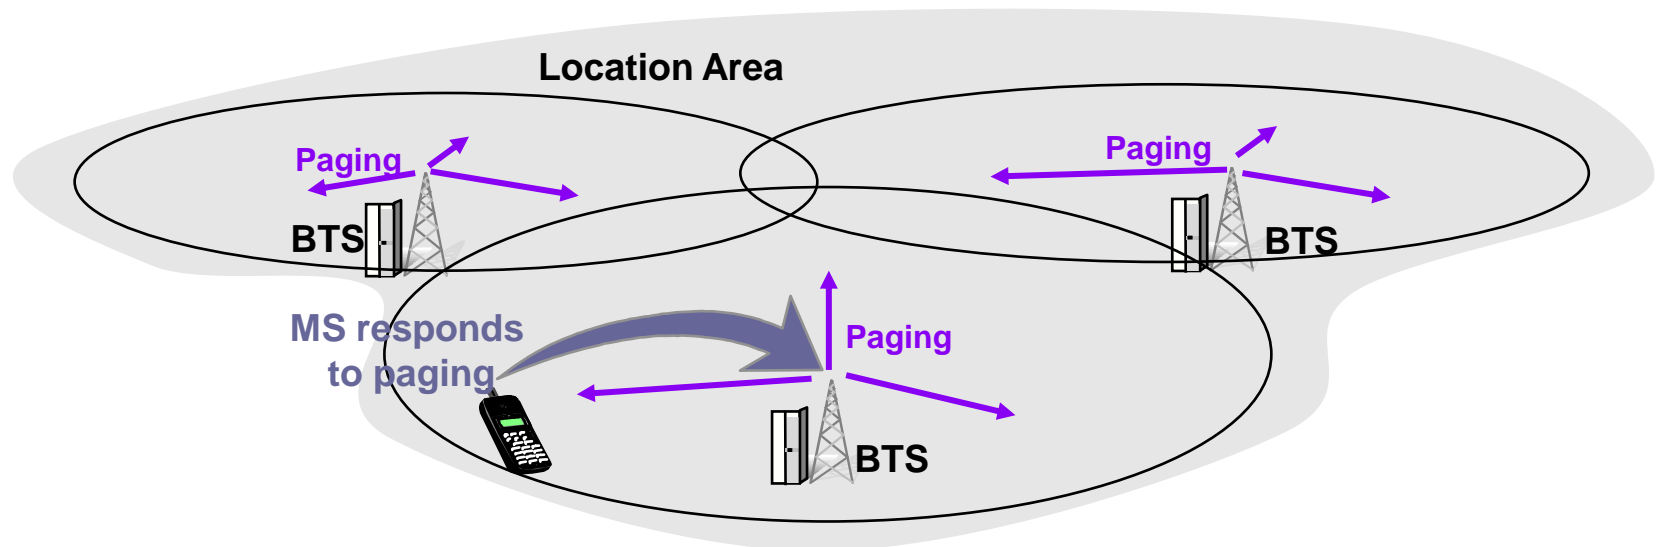 Location Area
Paging
Paging
BTS
BTS
MS responds
to paging
Paging
BTS